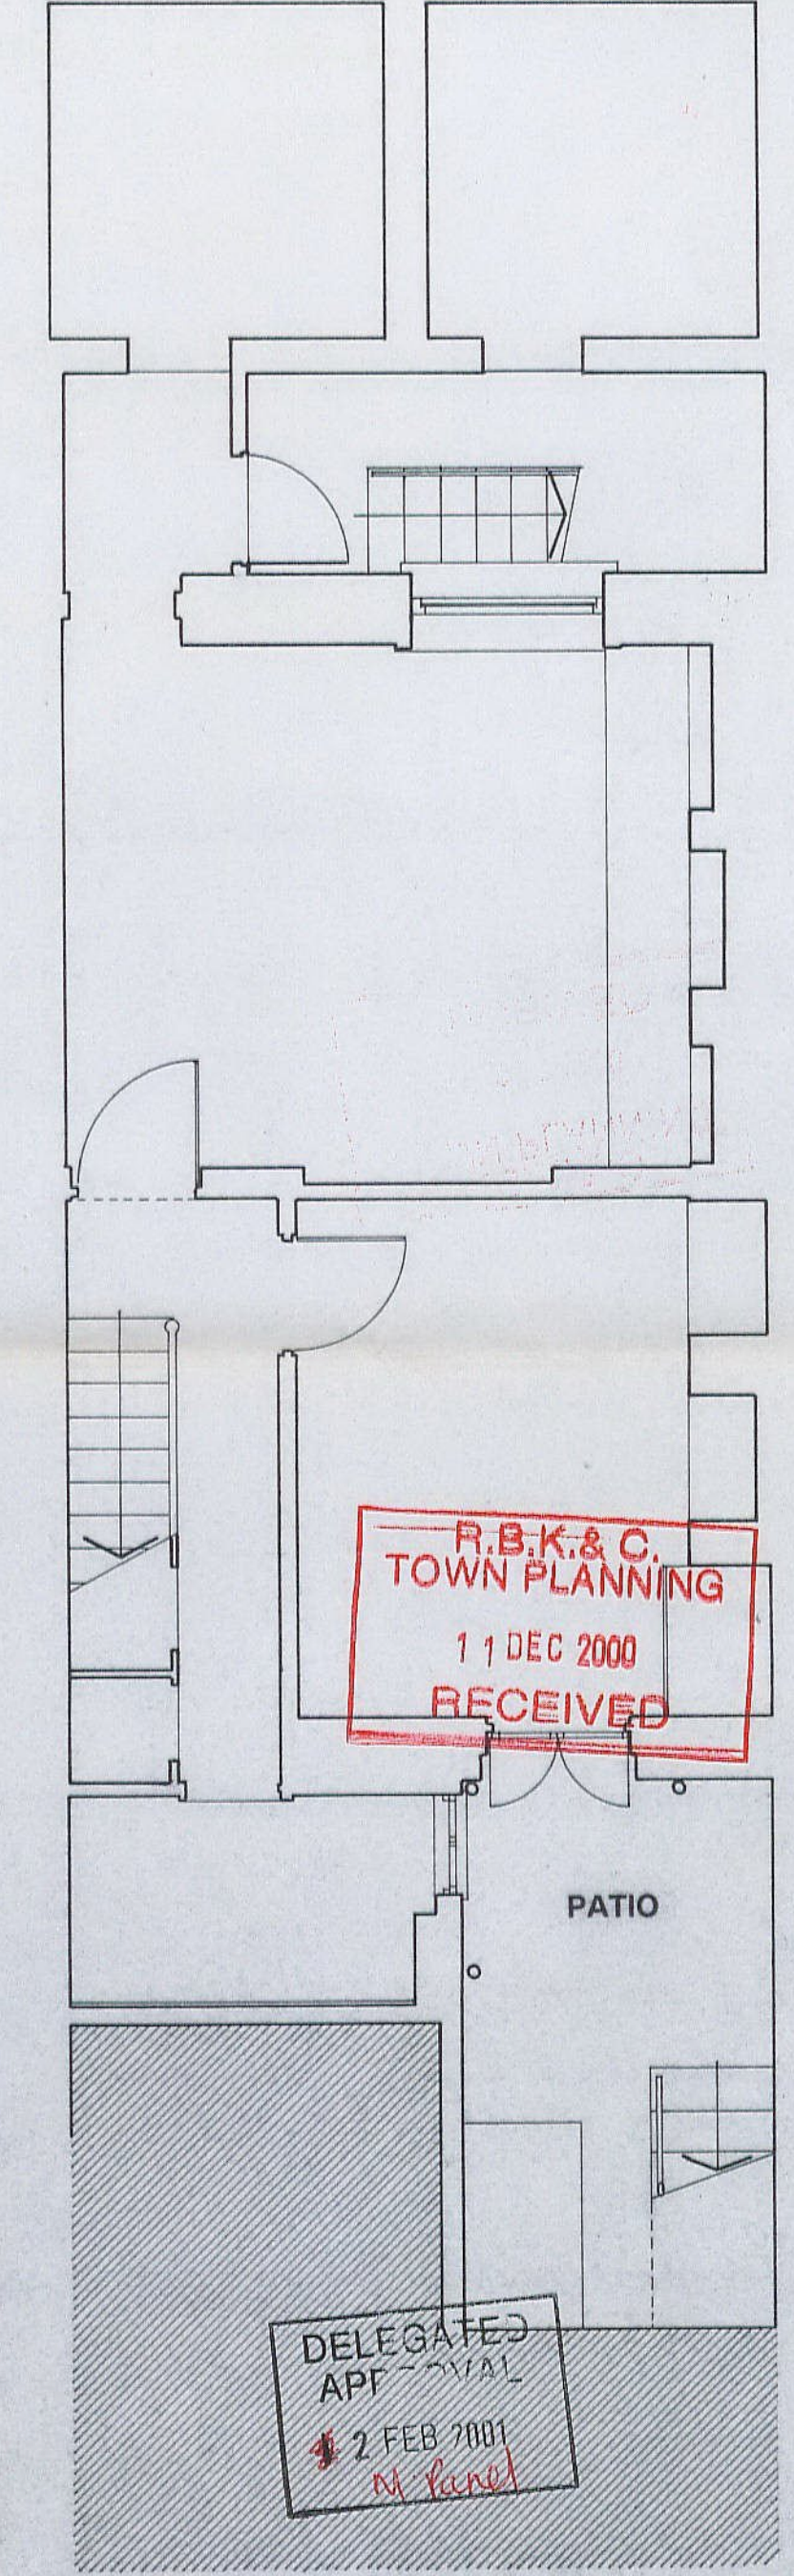 R.B.K.& C.
TOWN PLANNING
11 DEC 2000
RECEIVED
PATIO
DELEGATED
2 FEB 2001